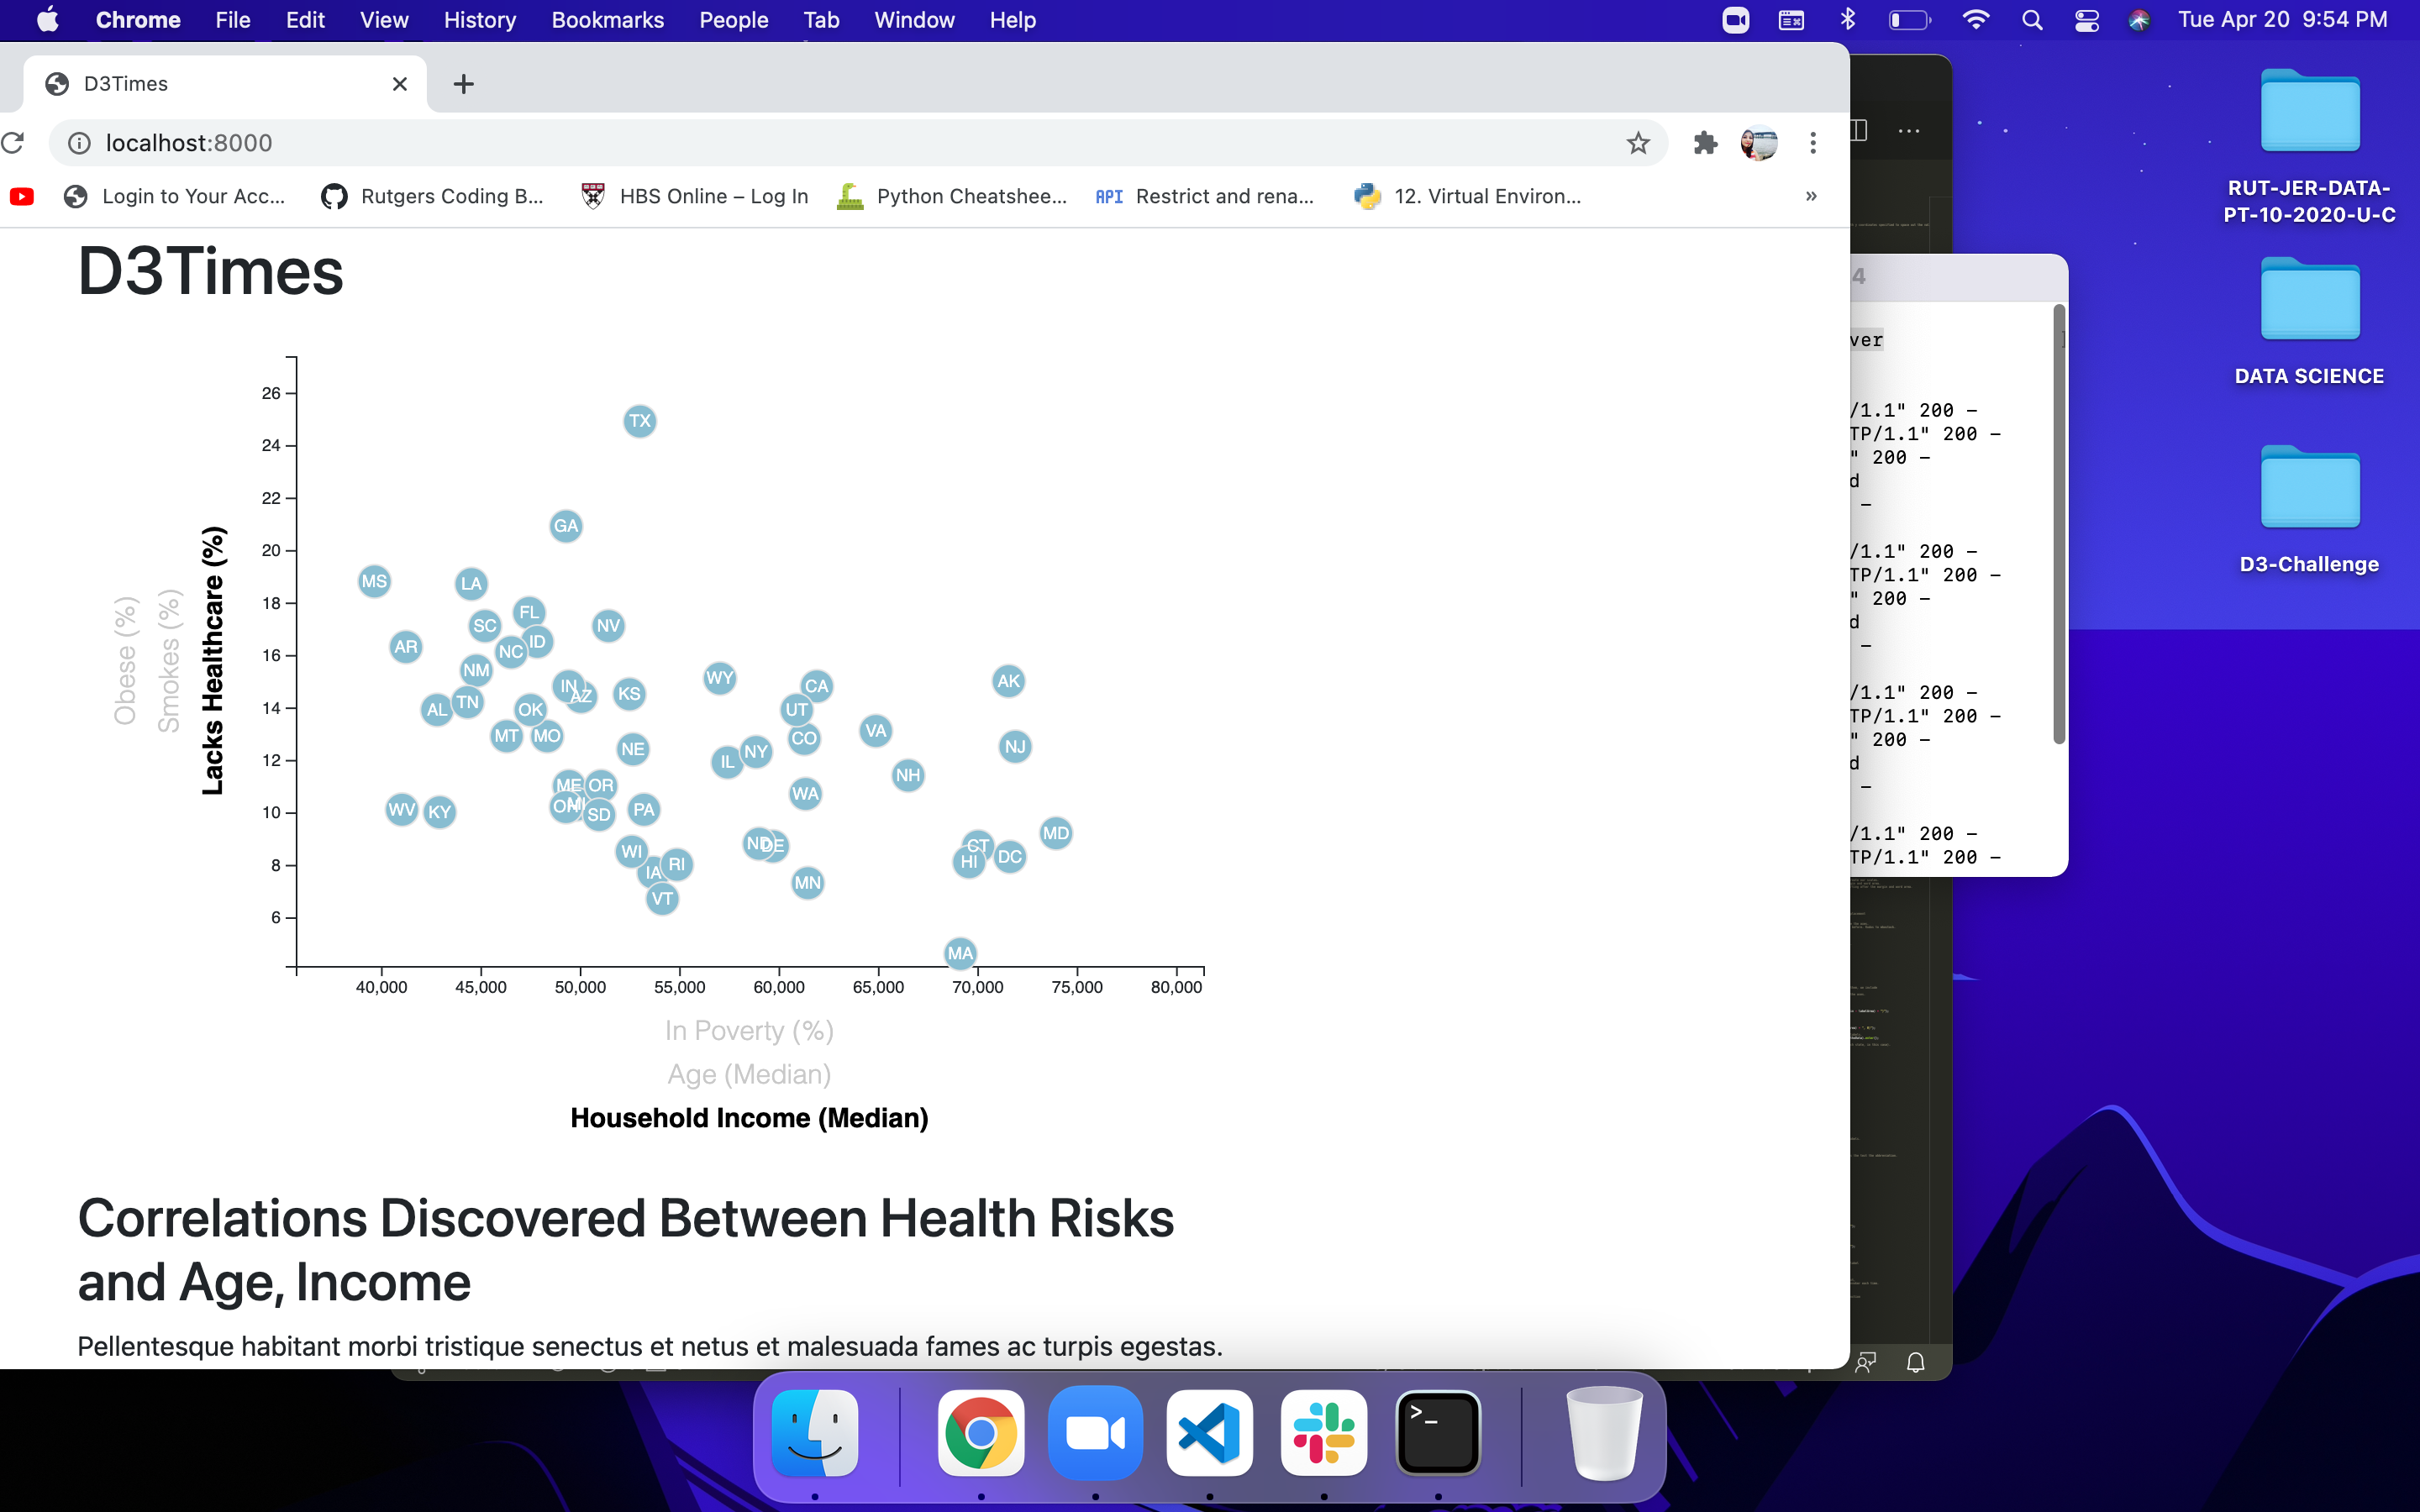 Chrome File Edit View History Bookmarks People Tab Window Help Tue Apr 20 9:54 PM
D3Times
localhost:8000
Login to Your Acc... Rutgers Coding B... HBS Online – Log In Python Cheatshee... API Restrict and rena... 12. Virtual Environ... »
D3Times
26
24
22
20
18
16
14
12
10
8
6
Obese (%)
Smokes (%)
Lacks Healthcare (%)
TX
GA
MS
LA
FL
SC
NV
ID
AR
NC
NM
WY
AK
IN
CA
AZ
KS
TN
AL
OK
UT
MT
MO
CO
VA
NJ
NE
NY
IL
NH
ME
OR
WA
OH
MI
SD
PA
WV
KY
MD
ND
DE
CT
WI
DC
HI
RI
IA
MN
VT
MA
40,000 45,000 50,000 55,000 60,000 65,000 70,000 75,000 80,000
In Poverty (%)
Age (Median)
Household Income (Median)
Correlations Discovered Between Health Risks
and Age, Income
Pellentesque habitant morbi tristique senectus et netus et malesuada fames ac turpis egestas.
4
ver
/1.1" 200 –
TP/1.1" 200 –
" 200 –
d
–
/1.1" 200 –
TP/1.1" 200 –
" 200 –
d
–
/1.1" 200 –
TP/1.1" 200 –
" 200 –
d
–
/1.1" 200 –
TP/1.1" 200 –
RUT-JER-DATA-
PT-10-2020-U-C
DATA SCIENCE
D3-Challenge
>_